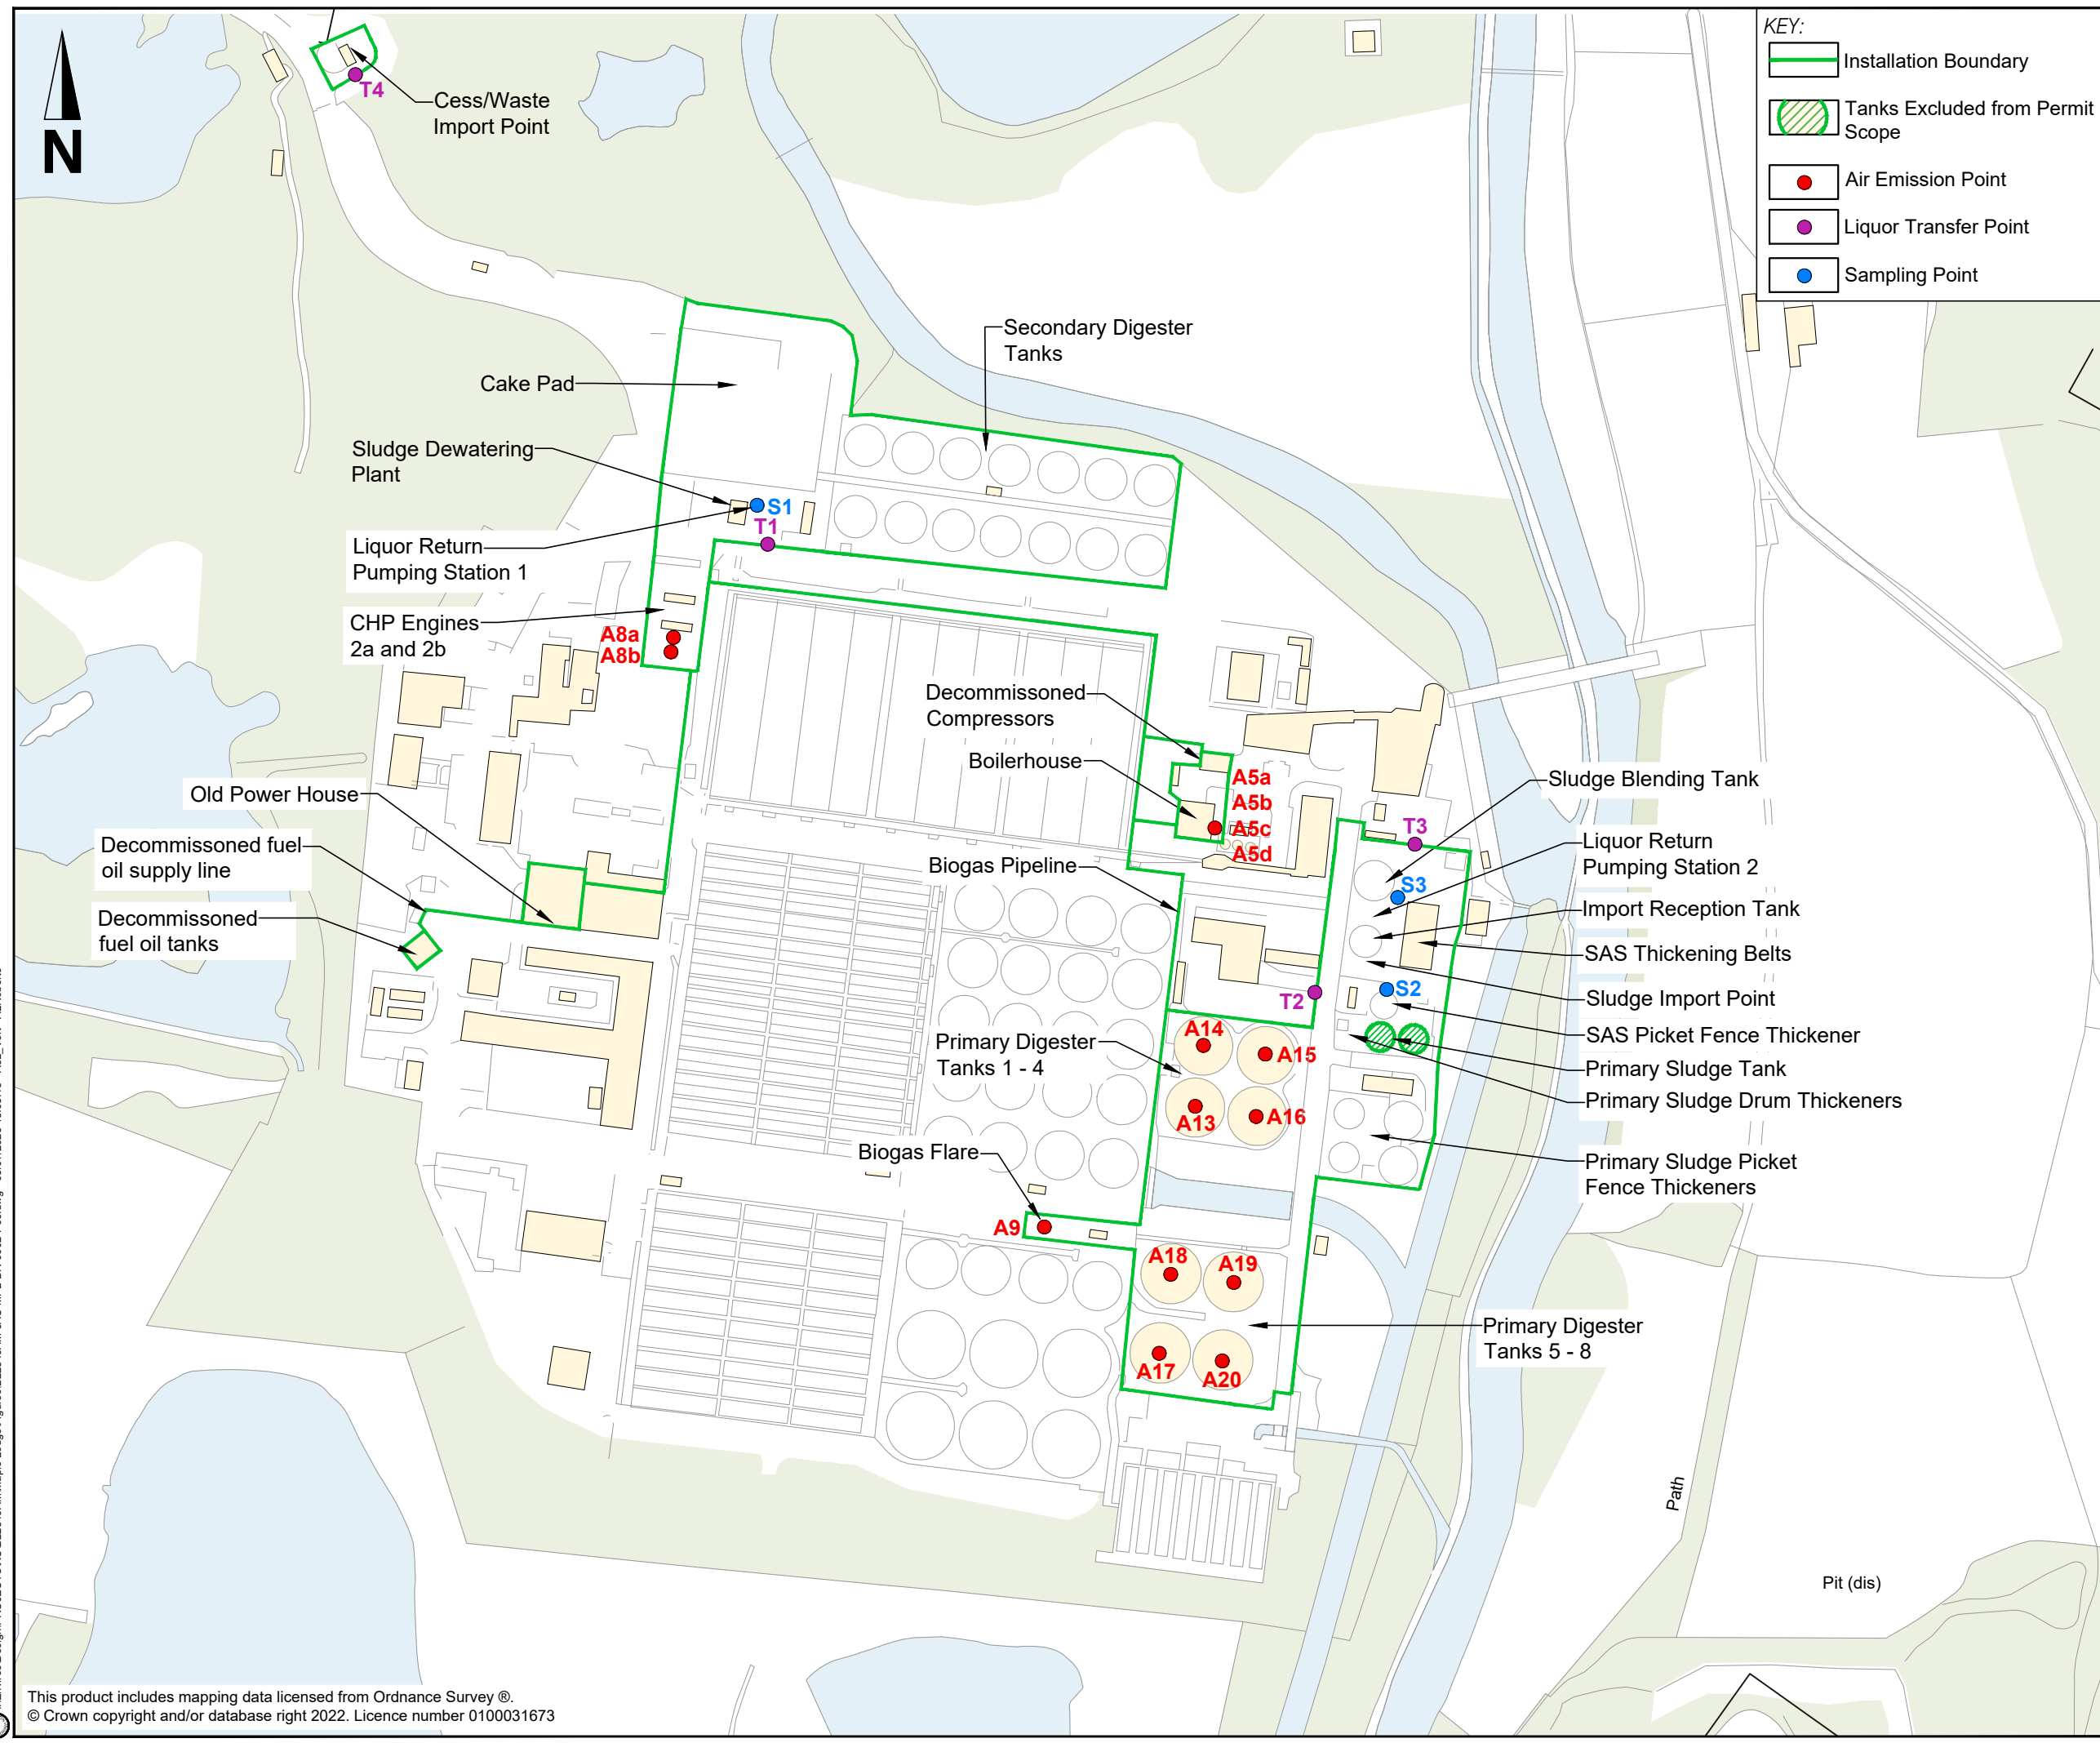 KEY:
Installation Boundary
Tanks Excluded from Permit
Scope
Air Emission Point
Liquor Transfer Point
Sampling Point
N
T4
Cess/Waste
Import Point
Secondary Digester
Tanks
Cake Pad
Sludge Dewatering
Plant
S1
T1
Liquor Return
Pumping Station 1
CHP Engines
2a and 2b
A8a
A8b
Decommissoned
Compressors
Boilerhouse
A5a
A5b
A5c
A5d
Old Power House
Decommissoned fuel
oil supply line
Decommissoned
fuel oil tanks
Biogas Pipeline
Sludge Blending Tank
T3
Liquor Return
Pumping Station 2
S3
Import Reception Tank
SAS Thickening Belts
Sludge Import Point
S2
T2
SAS Picket Fence Thickener
Primary Sludge Tank
Primary Sludge Drum Thickeners
Primary Digester
Tanks 1 - 4
A14
A15
A13
A16
Primary Sludge Picket
Fence Thickeners
Biogas Flare
A9
A18
A19
A17
A20
Primary Digester
Tanks 5 - 8
Path
Pit (dis)
This product includes mapping data licensed from Ordnance Survey ®.
© Crown copyright and/or database right 2022. Licence number 0100031673